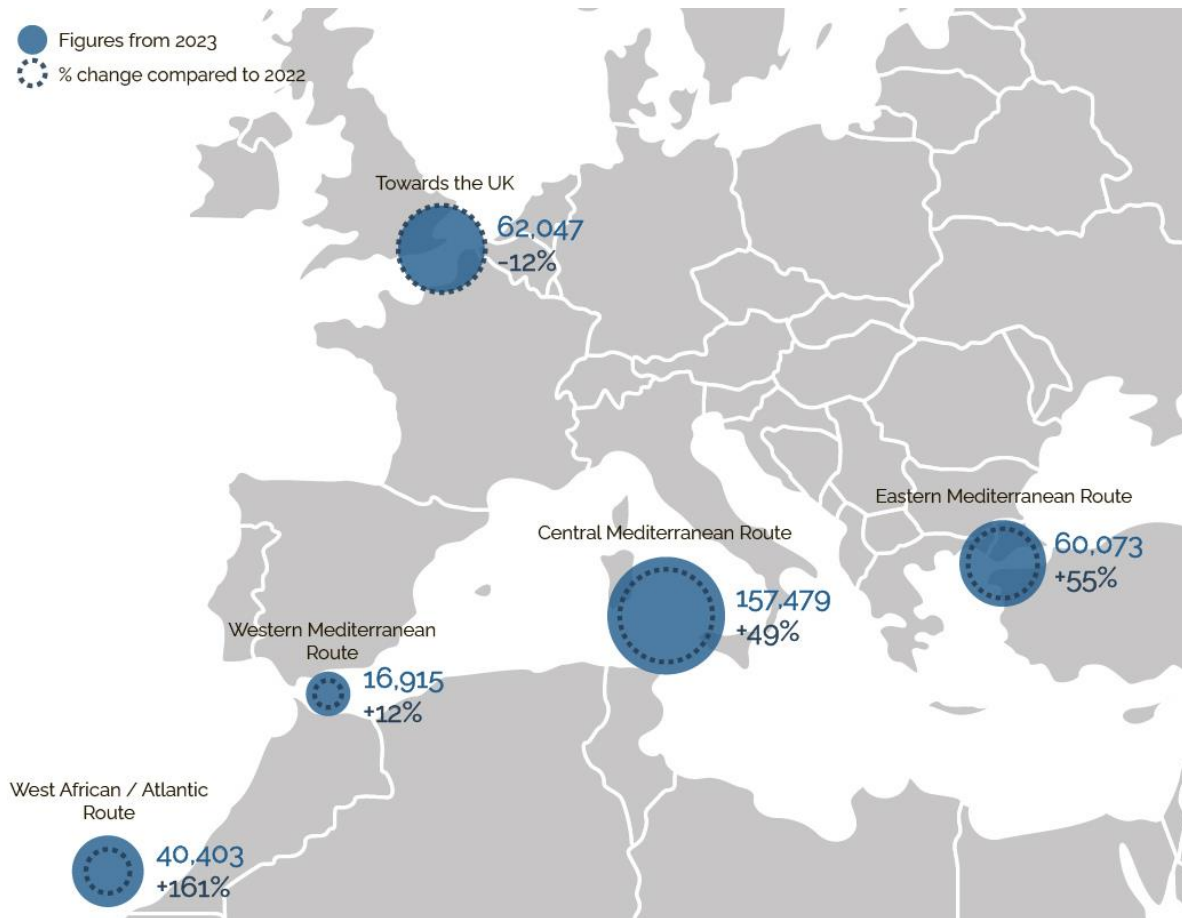 Figures from 2023
% change compared to 2022
Towards the UK
62,047
-12%
Eastern Mediterranean Route
60,073
+55%
Central Mediterranean Route
157,479
+49%
Western Mediterranean
Route
16,915
+12%
West African / Atlantic
Route
40,403
+161%